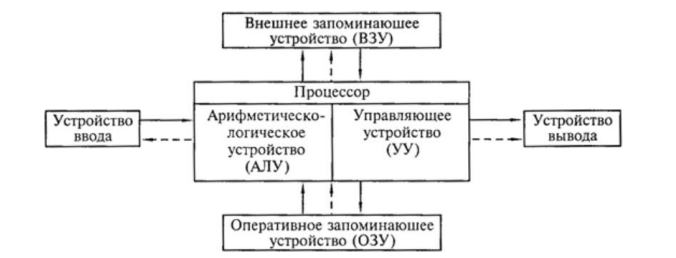 Внешнее запоминающее
устройство (ВЗУ)
Процессор
Устройство
ввода
Арифметическо-
логическое
устройство
(АЛУ)
Управляющее
устройство
(УУ)
Устройство
вывода
Оперативное запоминающее
устройство (ОЗУ)